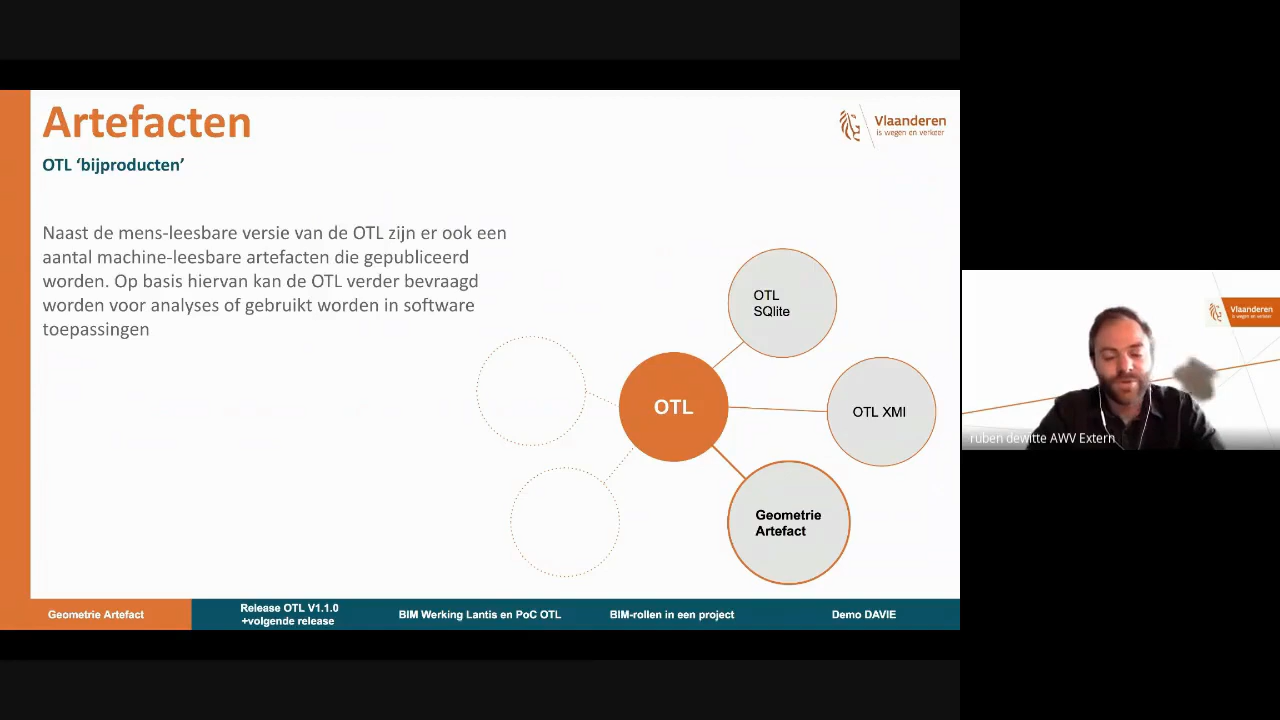 Artefacten
OTL ‘bijproducten’
Vlaanderen
is wegen en verkeer
Naast de mens-leesbare versie van de OTL zijn er ook een
aantal machine-leesbare artefacten die gepubliceerd
worden. Op basis hiervan kan de OTL verder bevraagd
worden voor analyses of gebruikt worden in software
toepassingen
OTL
SQlite
OTL
OTL XMI
Geometrie
Artefact
Geometrie Artefact
Release OTL V1.1.0
+volgende release
BIM Werking Lantis en PoC OTL
BIM-rollen in een project
Demo DAVIE
Vlaanderen
is wegen en verkeer
ruben dewitte AWV Extern